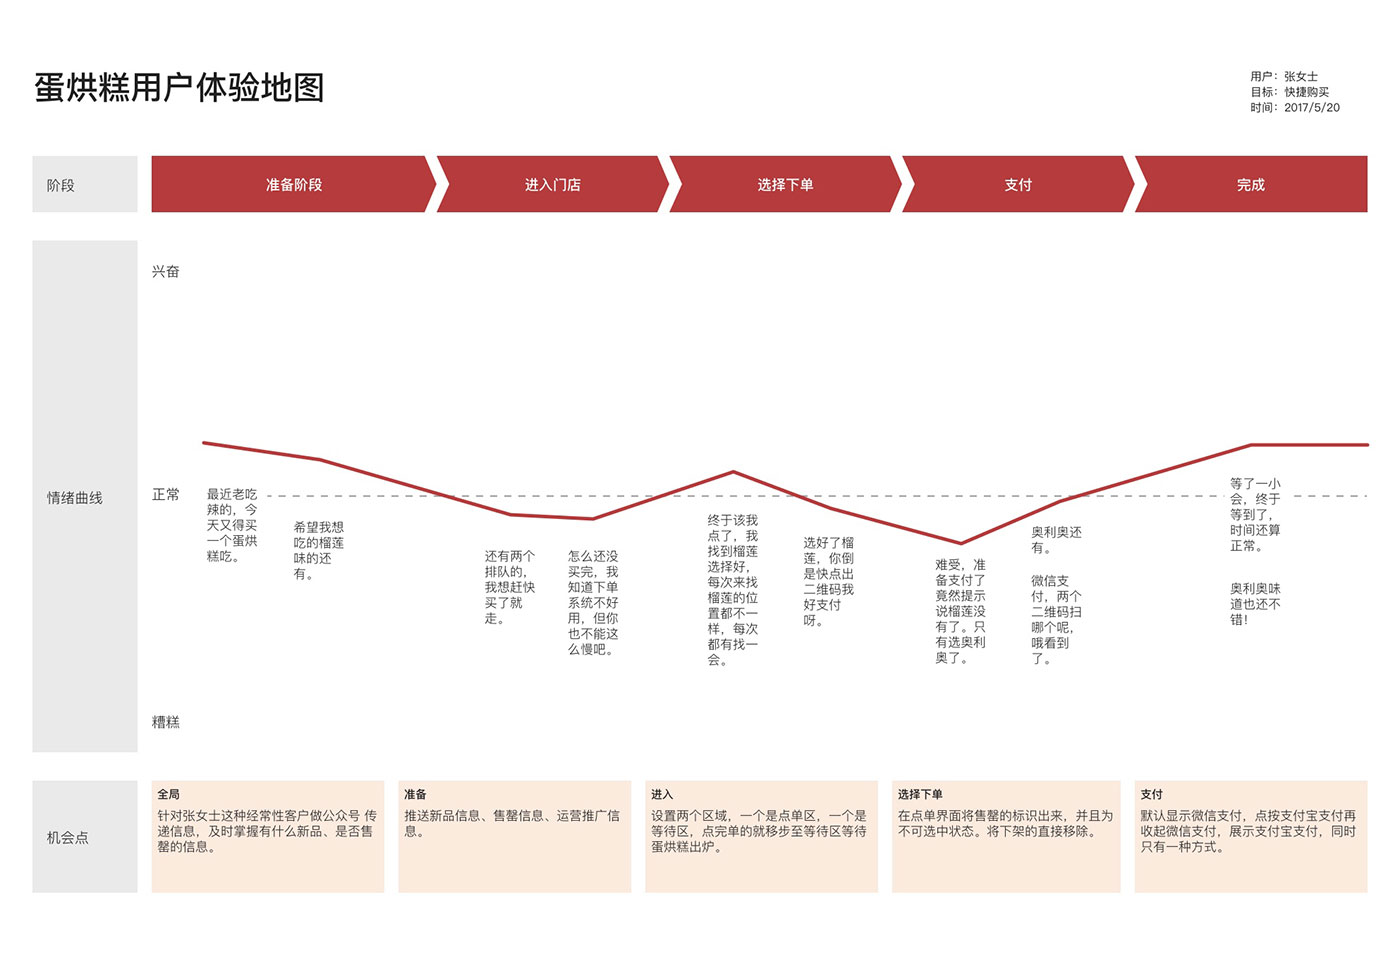 蛋烘糕用户体验地图
用户：张女士
目标：快捷购买
时间：2017/5/20
阶段
准备阶段
进入门店
选择下单
支付
完成
情绪曲线
兴奋
正常
糟糕
最近老吃
辣的，今
天又得买
一个蛋烘
糕吃。
希望我想
吃的榴莲
味的还
有。
还有两个
排队的，
我想赶快
买了就
走。
怎么还没
买完，我
知道下单
系统不好
用，但你
也不能这
么慢吧。
终于该我
点了，我
找到榴莲
选择好，
每次来找
榴莲的位
置都不一
样，每次
都有找一
会。
选好了榴
莲，你倒
是快点出
二维码我
好支付
呀。
难受，准
备支付了
竟然提示
说榴莲没
有了。只
有选奥利
奥了。
奥利奥还
有。
微信支
付，两个
二维码扫
哪个呢，
哦看到
了。
等了一小
会，终于
等到了，
时间还算
正常。
奥利奥味
道也还不
错！
机会点
全局
针对张女士这种经常性客户做公众号 传
递信息，及时掌握有什么新品、是否售
罄的信息。
准备
推送新品信息、售罄信息、运营推广信
息。
进入
设置两个区域，一个是点单区，一个是
等待区，点完单的就移步至等待区等待
蛋烘糕出炉。
选择下单
在点单界面将售罄的标识出来，并且为
不可选中状态。将下架的直接移除。
支付
默认显示微信支付，点按支付宝支付再
收起微信支付，展示支付宝支付，同时
只有一种方式。